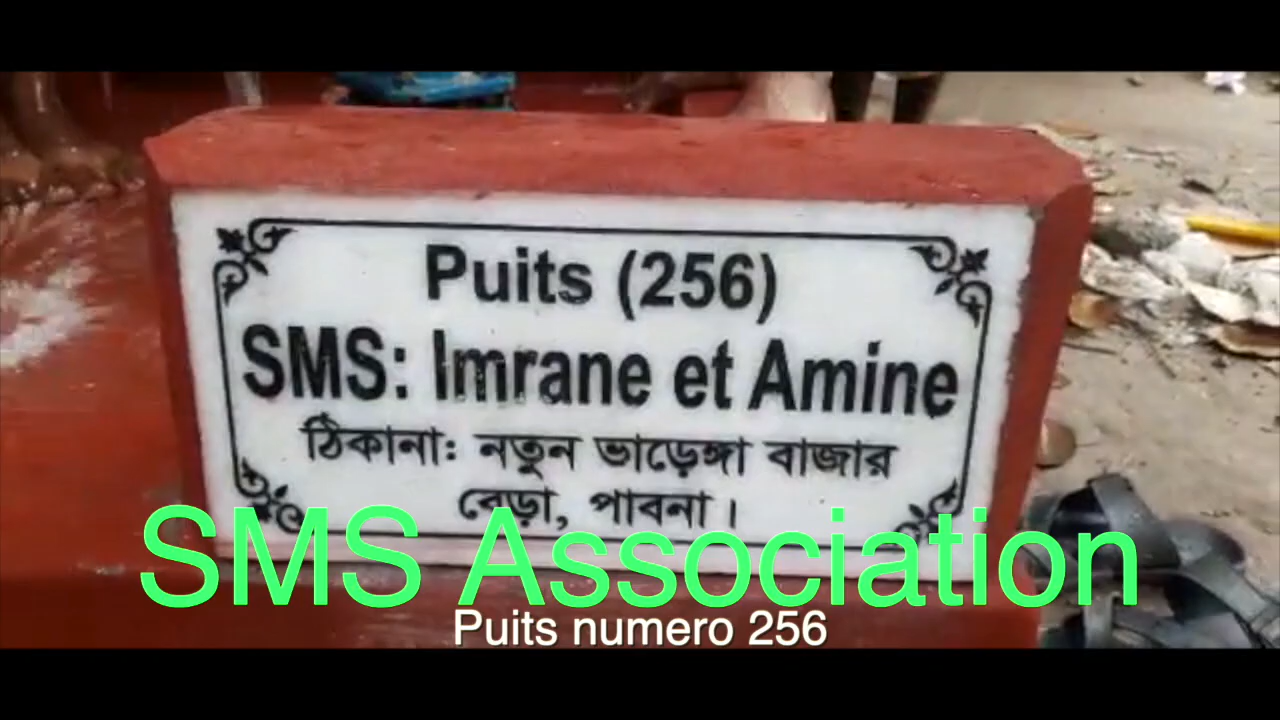 Puits (256)
SMS: Imrane et Amine
ঠিকানা: নতুন ভাড়েঙ্গা বাজার
বেড়া, পাবনা।
SMS Association
Puits numero 256